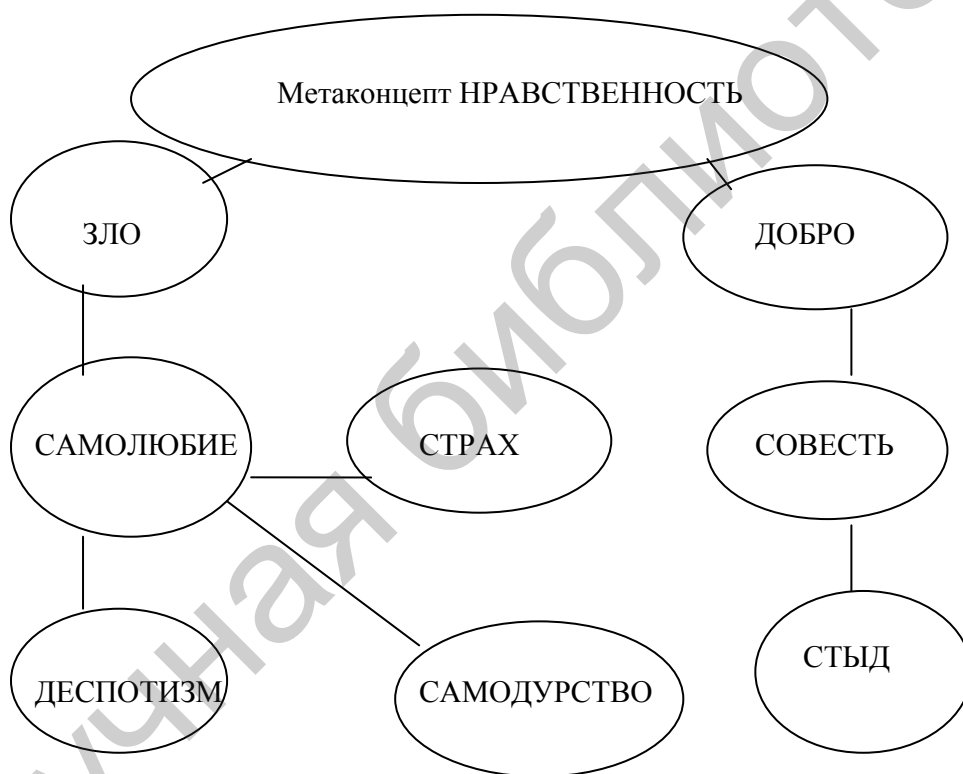 Метаконцепт НРАВСТВЕННОСТЬ
ЗЛО
ДОБРО
САМОЛЮБИЕ
СТРАХ
СОВЕСТЬ
ДЕСПОТИЗМ
САМОДУРСТВО
СТЫД